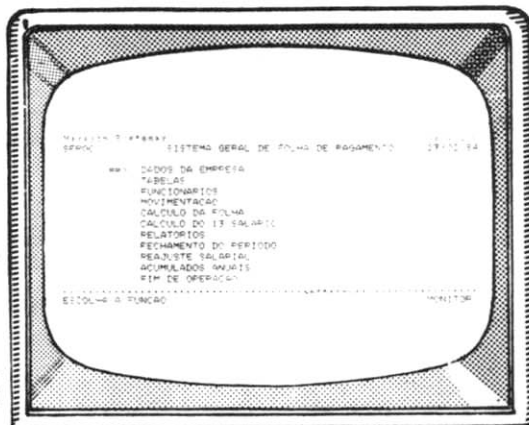 SISTEMA GERAL DE FOLHA DE PAGAMENTO
==> DADOS DA EMPRESA
TABELAS
FUNCIONARIOS
MOVIMENTACAO
CALCULO DA FOLHA
CALCULO DO 13 SALARIO
RELATORIOS
FECHAMENTO DO PERIODO
REAJUSTE SALARIAL
ACUMULADOS ANUAIS
FIM DE OPERACAO
ESCOLHA A FUNCAO MONITOR